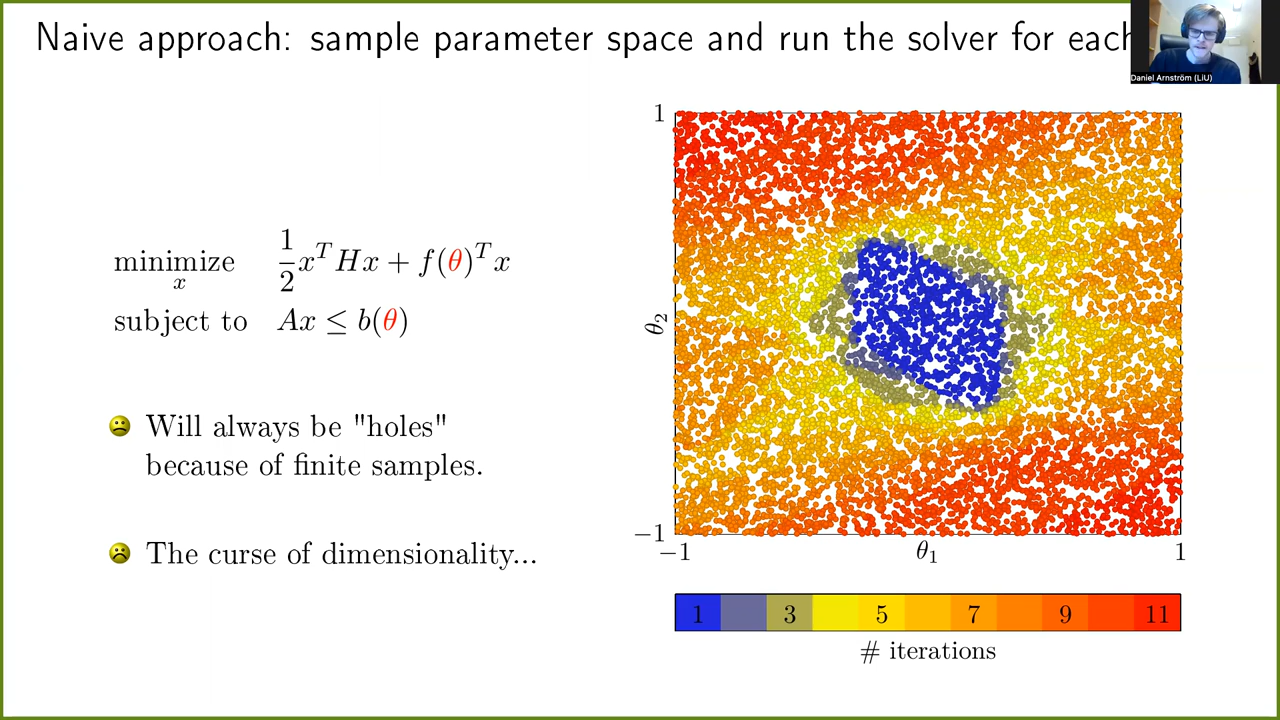 Naive approach: sample parameter space and run the solver for each
Daniel Arnström (LiU)
minimize
x
1/2 x^T Hx + f(θ)^T x
subject to Ax ≤ b(θ)
Will always be "holes"
because of finite samples.
The curse of dimensionality...
1
θ2
−1
−1
θ1
1
1 3 5 7 9 11
# iterations